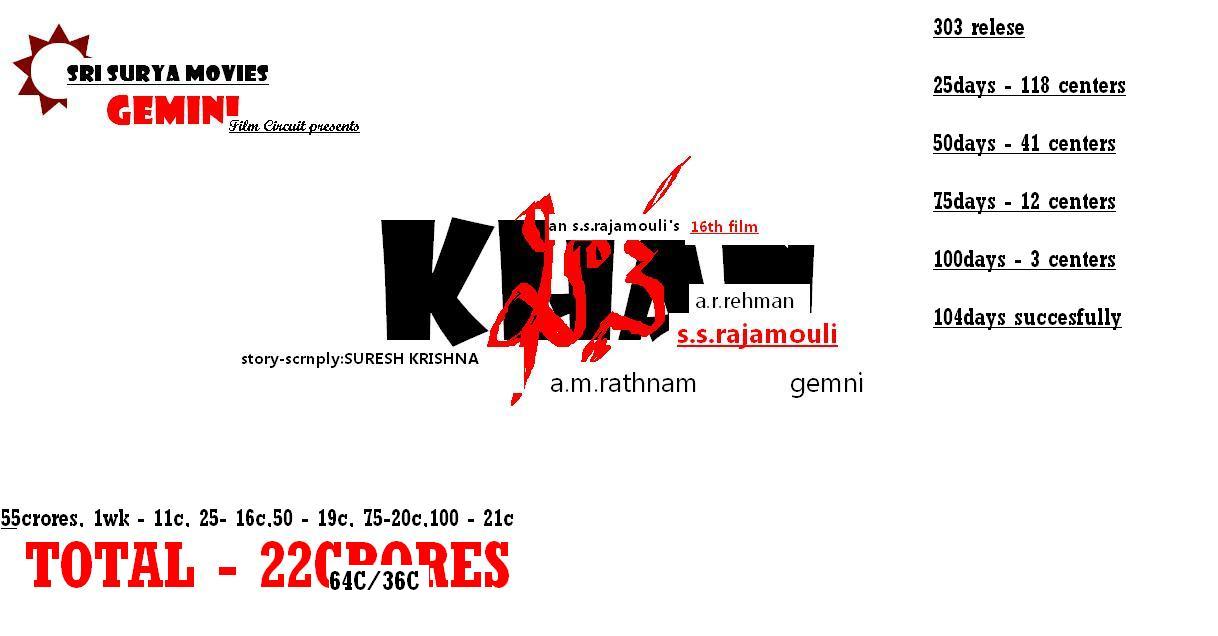 SRI SURYA MOVIES
GEMINI
Film Circuit presents
303 relese
25days - 118 centers
50days - 41 centers
75days - 12 centers
100days - 3 centers
104days succesfully
an s.s.rajamouli's 16th film
a.r.rehman
s.s.rajamouli
story-scrnply:SURESH KRISHNA
a.m.rathnam gemni
55crores, 1wk - 11c, 25- 16c,50 - 19c, 75-20c,100 - 21c
TOTAL - 22CRORES
64C/36C